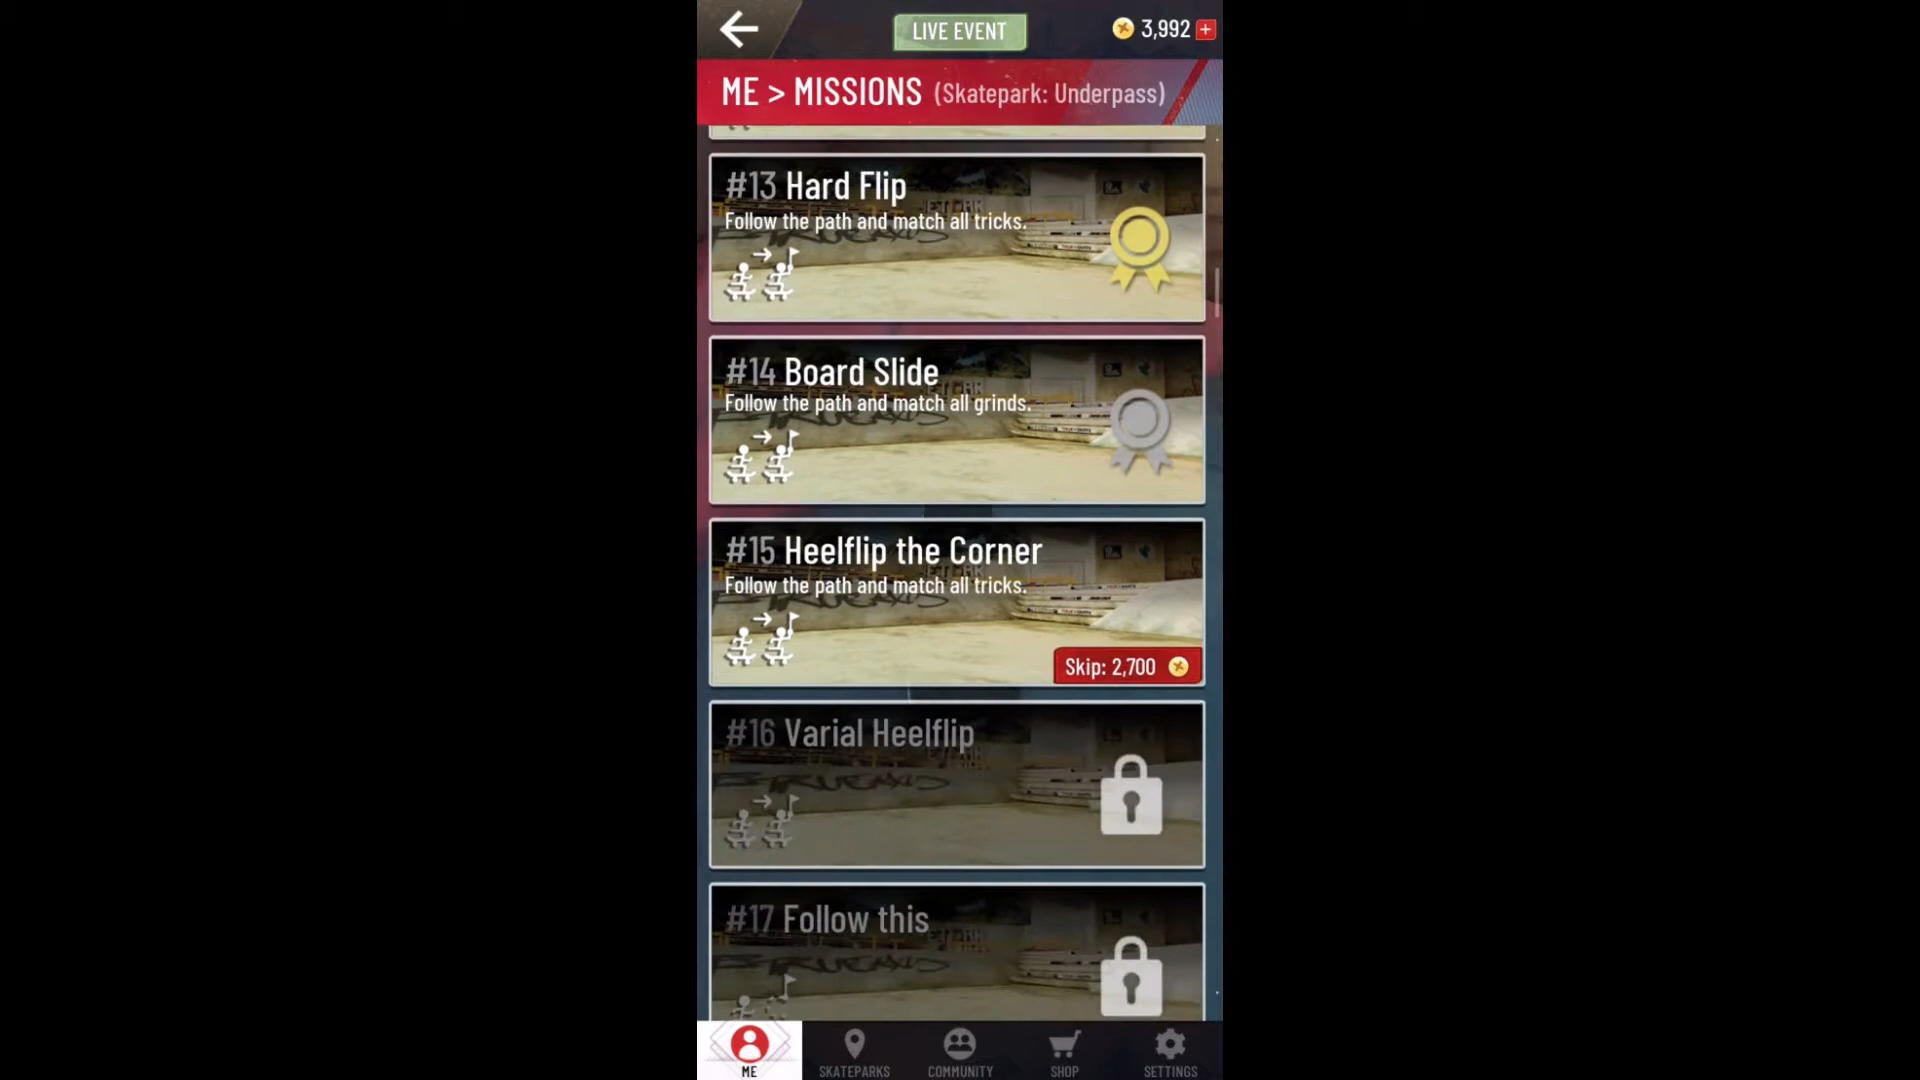 LIVE EVENT
3,992
ME > MISSIONS (Skatepark: Underpass)
#13 Hard Flip
Follow the path and match all tricks.
#14 Board Slide
Follow the path and match all grinds.
#15 Heelflip the Corner
Follow the path and match all tricks.
Skip: 2,700
#16 Varial Heelflip
#17 Follow this
ME
SKATEPARKS
COMMUNITY
SHOP
SETTINGS